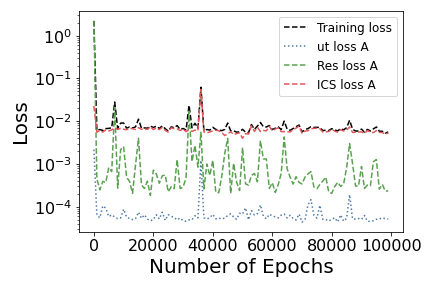 Loss
10⁰
10⁻¹
10⁻²
10⁻³
10⁻⁴
Training loss
ut loss A
Res loss A
ICS loss A
0 20000 40000 60000 80000 100000
Number of Epochs